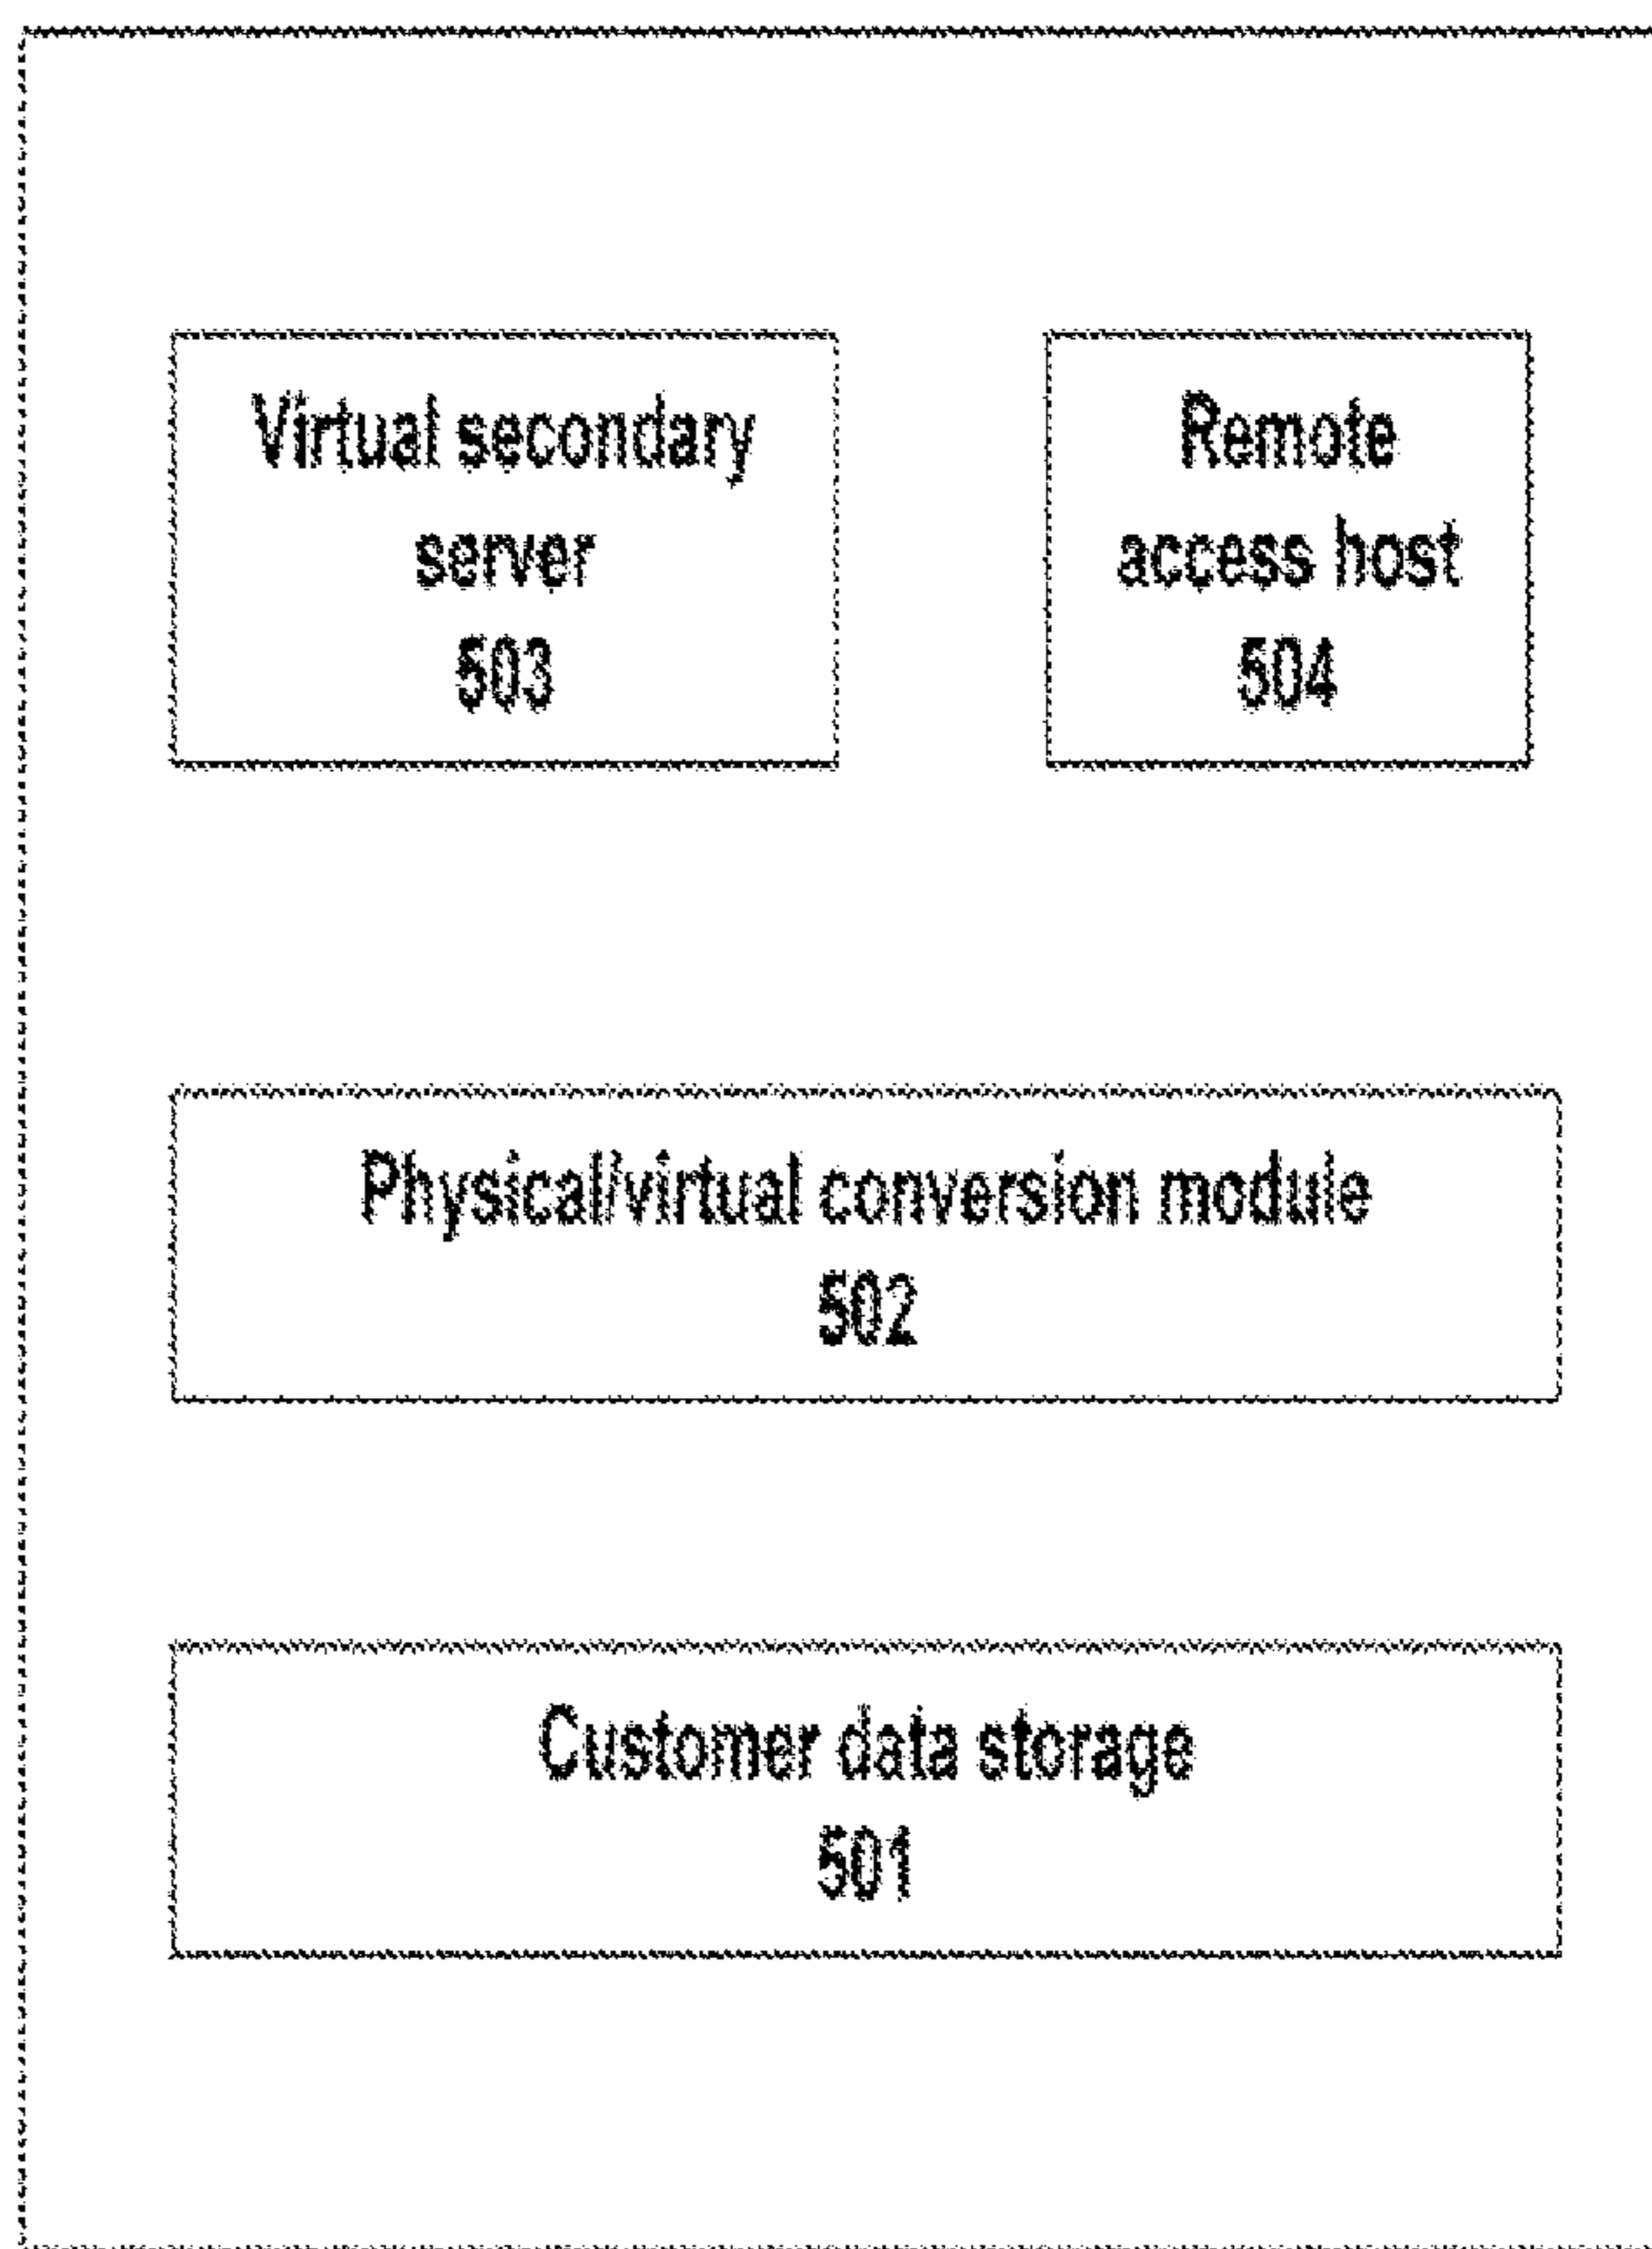 Virtual secondary
server
503
Remote
access host
504
Physical/virtual conversion module
502
Customer data storage
501